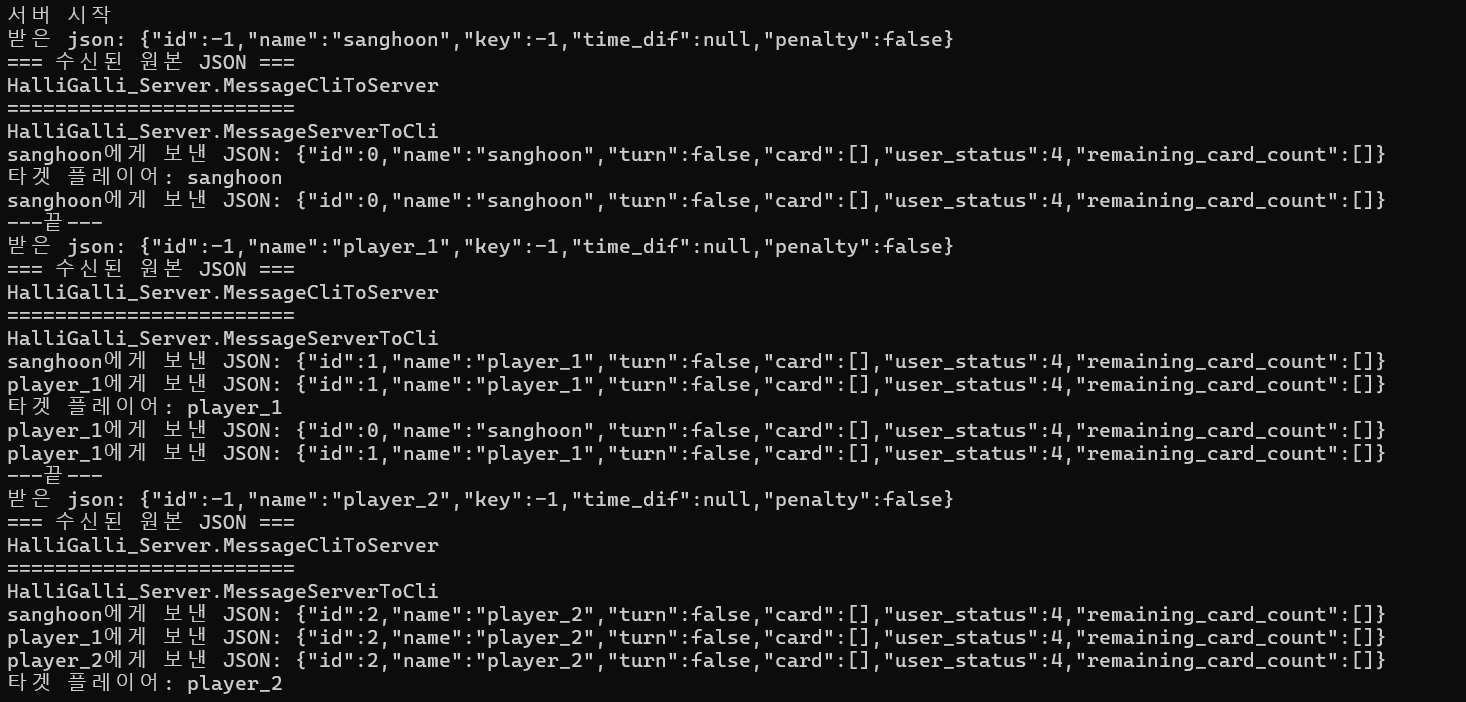 서버 시작
받은 json: {"id":-1,"name":"sanghoon","key":-1,"time_dif":null,"penalty":false}
=== 수신된 원본 JSON ===
HalliGalli_Server.MessageCliToServer
========================
HalliGalli_Server.MessageServerToCli
sanghoon에게 보낸 JSON: {"id":0,"name":"sanghoon","turn":false,"card":[],"user_status":4,"remaining_card_count":[]}
타겟 플레이어: sanghoon
sanghoon에게 보낸 JSON: {"id":0,"name":"sanghoon","turn":false,"card":[],"user_status":4,"remaining_card_count":[]}
---끝---
받은 json: {"id":-1,"name":"player_1","key":-1,"time_dif":null,"penalty":false}
=== 수신된 원본 JSON ===
HalliGalli_Server.MessageCliToServer
========================
HalliGalli_Server.MessageServerToCli
sanghoon에게 보낸 JSON: {"id":1,"name":"player_1","turn":false,"card":[],"user_status":4,"remaining_card_count":[]}
player_1에게 보낸 JSON: {"id":1,"name":"player_1","turn":false,"card":[],"user_status":4,"remaining_card_count":[]}
타겟 플레이어: player_1
player_1에게 보낸 JSON: {"id":0,"name":"sanghoon","turn":false,"card":[],"user_status":4,"remaining_card_count":[]}
player_1에게 보낸 JSON: {"id":1,"name":"player_1","turn":false,"card":[],"user_status":4,"remaining_card_count":[]}
---끝---
받은 json: {"id":-1,"name":"player_2","key":-1,"time_dif":null,"penalty":false}
=== 수신된 원본 JSON ===
HalliGalli_Server.MessageCliToServer
========================
HalliGalli_Server.MessageServerToCli
sanghoon에게 보낸 JSON: {"id":2,"name":"player_2","turn":false,"card":[],"user_status":4,"remaining_card_count":[]}
player_1에게 보낸 JSON: {"id":2,"name":"player_2","turn":false,"card":[],"user_status":4,"remaining_card_count":[]}
player_2에게 보낸 JSON: {"id":2,"name":"player_2","turn":false,"card":[],"user_status":4,"remaining_card_count":[]}
타겟 플레이어: player_2